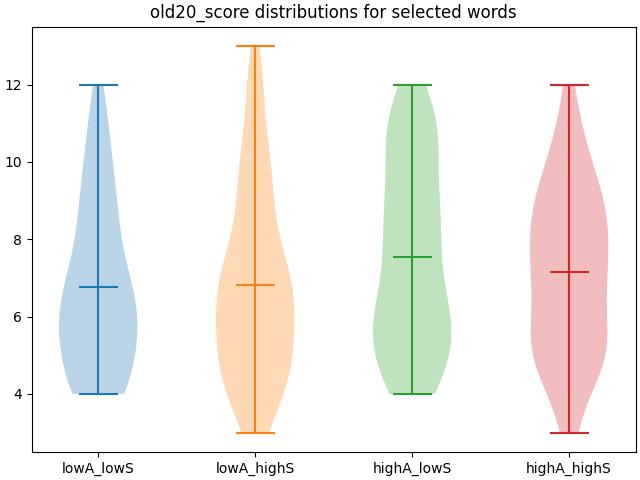 old20_score distributions for selected words
12
10
8
6
4
lowA_lowS
lowA_highS
highA_lowS
highA_highS